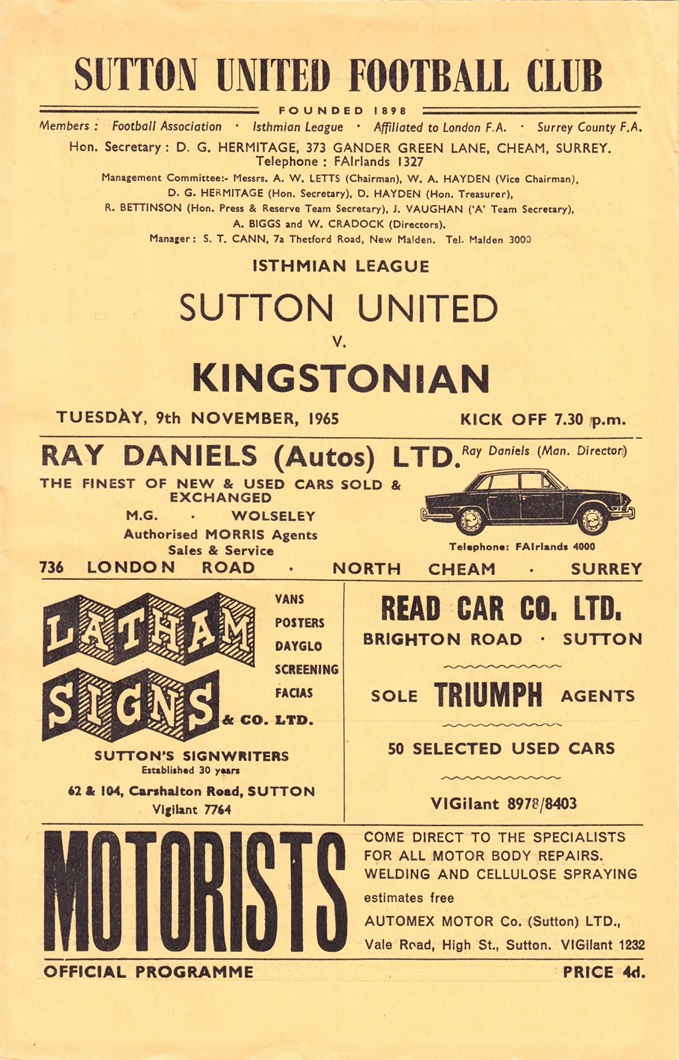 SUTTON UNITED FOOTBALL CLUB
FOUNDED 1898
Members : Football Association · Isthmian League · Affiliated to London F.A. · Surrey County F.A.
Hon. Secretary : D. G. HERMITAGE, 373 GANDER GREEN LANE, CHEAM, SURREY.
Telephone : FAIrlands 1327
Management Committee:- Messrs. A. W. LETTS (Chairman), W. A. HAYDEN (Vice Chairman),
D. G. HERMITAGE (Hon. Secretary), D. HAYDEN (Hon. Treasurer),
R. BETTINSON (Hon. Press & Reserve Team Secretary), J. VAUGHAN ('A' Team Secretary),
A. BIGGS and W. CRADOCK (Directors).
Manager : S. T. CANN, 7a Thetford Road, New Malden. Tel. Malden 3000
ISTHMIAN LEAGUE
SUTTON UNITED
V.
KINGSTONIAN
TUESDAY, 9th NOVEMBER, 1965 KICK OFF 7.30 p.m.
RAY DANIELS (Autos) LTD. Ray Daniels (Man. Director)
THE FINEST OF NEW & USED CARS SOLD &
EXCHANGED
M.G. · WOLSELEY
Authorised MORRIS Agents
Sales & Service
Telephone: FAIrlands 4000
736 LONDON ROAD · NORTH CHEAM · SURREY
LATHAM
SIGNS & CO. LTD.
VANS
POSTERS
DAYGLO
SCREENING
FACIAS
SUTTON'S SIGNWRITERS
Established 30 years
62 & 104, Carshalton Road, SUTTON
Vigilant 7764
READ CAR CO. LTD.
BRIGHTON ROAD · SUTTON
SOLE TRIUMPH AGENTS
50 SELECTED USED CARS
VIGilant 8978/8403
MOTORISTS
COME DIRECT TO THE SPECIALISTS
FOR ALL MOTOR BODY REPAIRS.
WELDING AND CELLULOSE SPRAYING
estimates free
AUTOMEX MOTOR Co. (Sutton) LTD.,
Vale Road, High St., Sutton. VIGilant 1232
OFFICIAL PROGRAMME PRICE 4d.